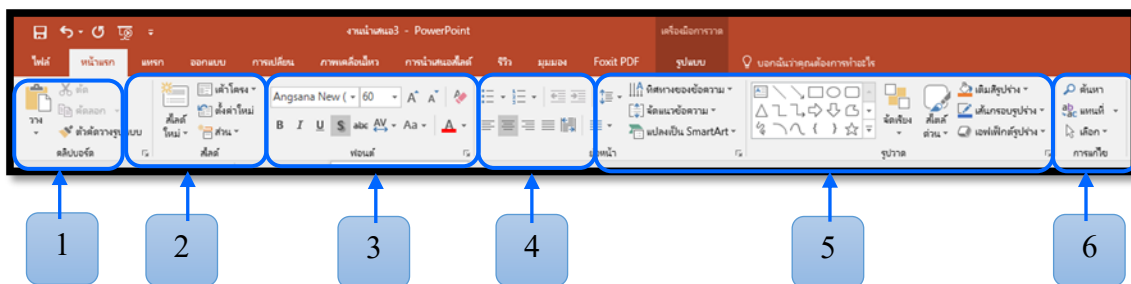 งานนำเสนอ3 - PowerPoint
เครื่องมือการวาด
ไฟล์ หน้าแรก แทรก ออกแบบ การเปลี่ยน ภาพเคลื่อนไหว การนำเสนอสไลด์ รีวิว มุมมอง Foxit PDF รูปแบบ บอกฉันว่าคุณต้องการทำอะไร
วาง
ตัด
คัดลอก
ตัวคัดวางรูปแบบ
คลิปบอร์ด
สไลด์
ใหม่
เค้าโครง
ตั้งค่าใหม่
ส่วน
สไลด์
Angsana New ( 60 A A
B I U S abc AV Aa A
ฟอนต์
ทิศทางของข้อความ
จัดแนวข้อความ
แปลงเป็น SmartArt
ย่อหน้า
จัดเรียง
สไตล์
ด่วน
เติมสีรูปร่าง
เส้นกรอบรูปร่าง
เอฟเฟ็กต์รูปร่าง
รูปวาด
ค้นหา
แทนที่
เลือก
การแก้ไข
1 2 3 4 5 6